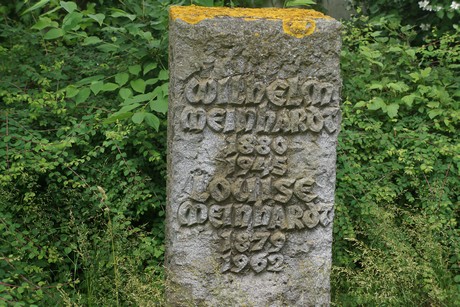 WILHELM
MEINHARDT
1880
1945
LOUISE
MEINHARDT
1879
1962